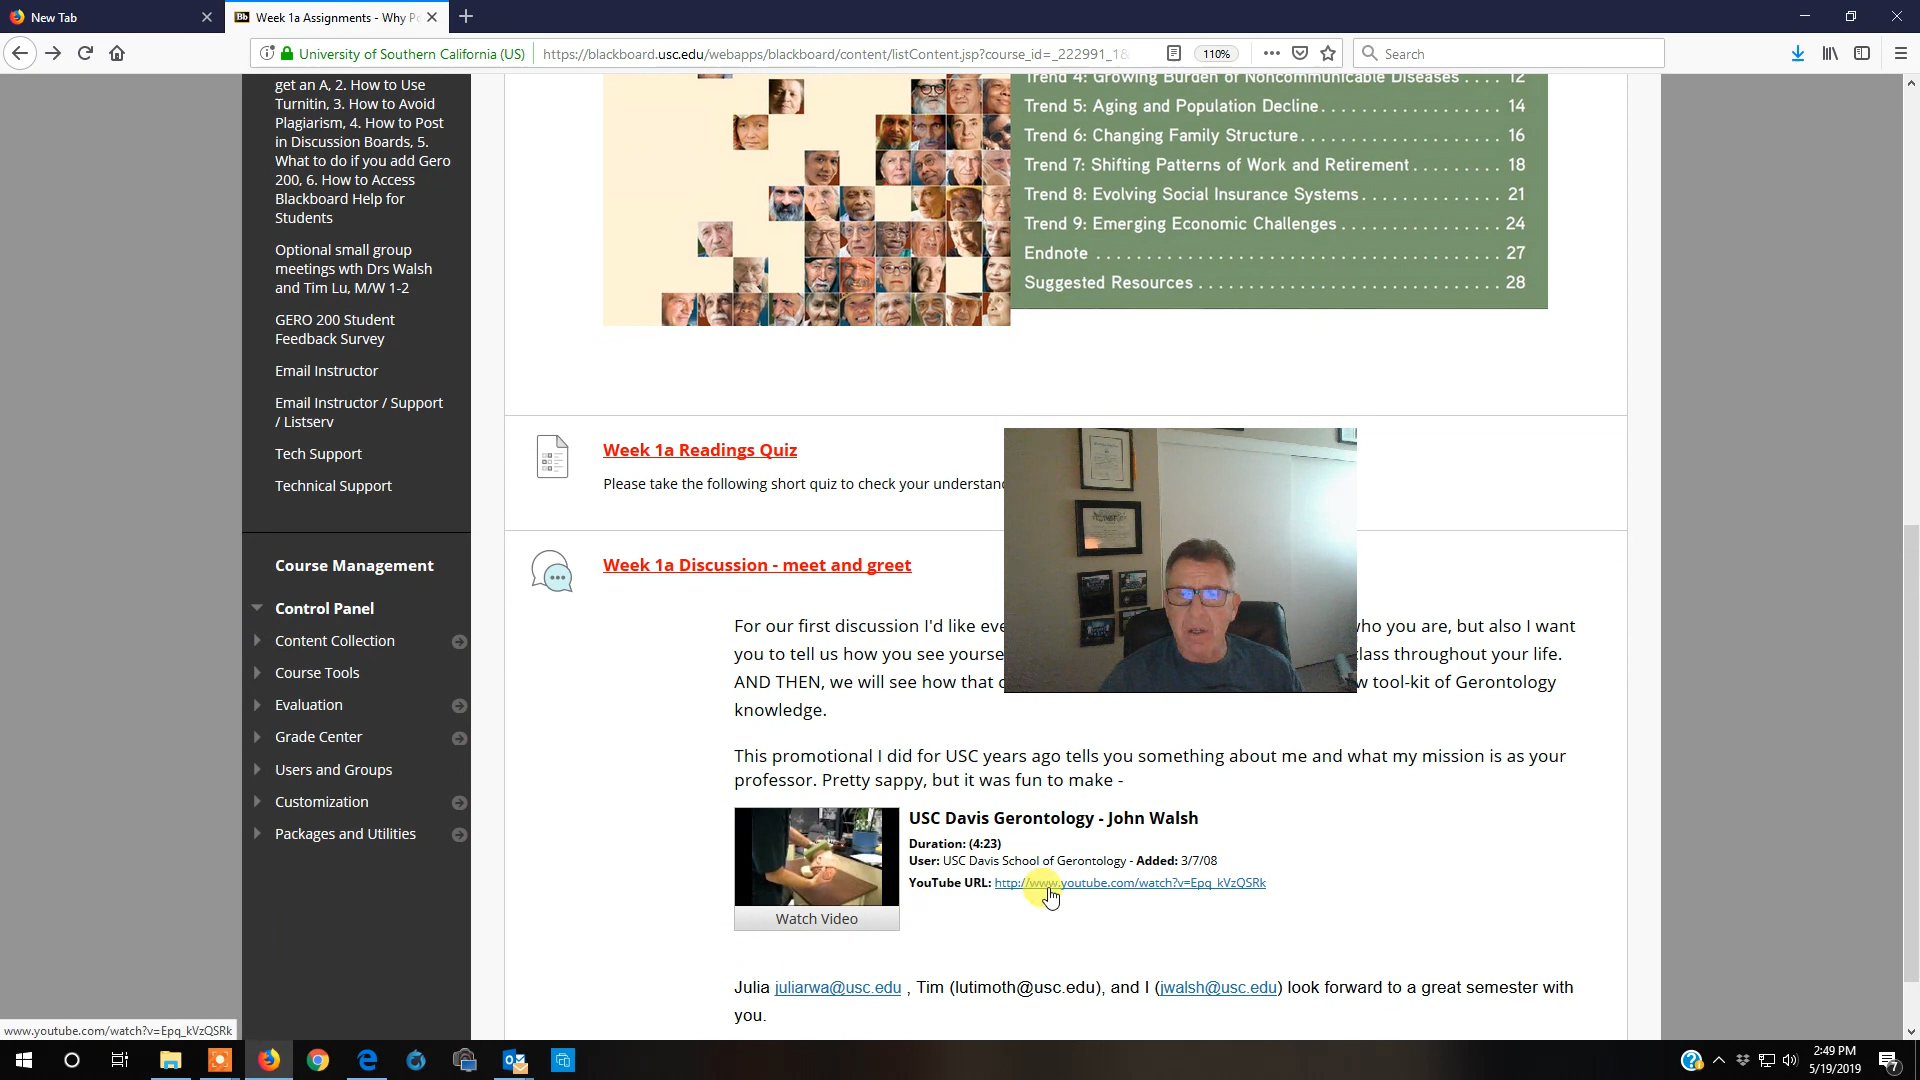 New Tab
Week 1a Assignments - Why Po
University of Southern California (US)
https://blackboard.usc.edu/webapps/blackboard/content/listContent.jsp?course_id=_222991_1&
110%
Search
get an A, 2. How to Use
Turnitin, 3. How to Avoid
Plagiarism, 4. How to Post
in Discussion Boards, 5.
What to do if you add Gero
200, 6. How to Access
Blackboard Help for
Students
Optional small group
meetings wth Drs Walsh
and Tim Lu, M/W 1-2
GERO 200 Student
Feedback Survey
Email Instructor
Email Instructor / Support
/ Listserv
Tech Support
Technical Support
Course Management
Control Panel
Content Collection
Course Tools
Evaluation
Grade Center
Users and Groups
Customization
Packages and Utilities
Trend 4: Growing Burden of Noncommunicable Diseases .... 12
Trend 5: Aging and Population Decline.................. 14
Trend 6: Changing Family Structure..................... 16
Trend 7: Shifting Patterns of Work and Retirement......... 18
Trend 8: Evolving Social Insurance Systems............... 21
Trend 9: Emerging Economic Challenges ................. 24
Endnote ............................................ 27
Suggested Resources ................................. 28
Week 1a Readings Quiz
Please take the following short quiz to check your
Week 1a Discussion - meet and greet
For our first discussion I'd like you are, but also I want
you to tell us how you see throughout your life.
AND THEN, we will see how that tool-kit of Gerontology
knowledge.
This promotional I did for USC years ago tells you something about me and what my mission is as your
professor. Pretty sappy, but it was fun to make -
USC Davis Gerontology - John Walsh
Duration: (4:23)
User: USC Davis School of Gerontology - Added: 3/7/08
YouTube URL: http://www.youtube.com/watch?v=Epq_kVzQSRk
Watch Video
Julia juliarwa@usc.edu , Tim (lutimoth@usc.edu), and I (jwalsh@usc.edu) look forward to a great semester with
you.
www.youtube.com/watch?v=Epq_kVzQSRk
2:49 PM
5/19/2019
7